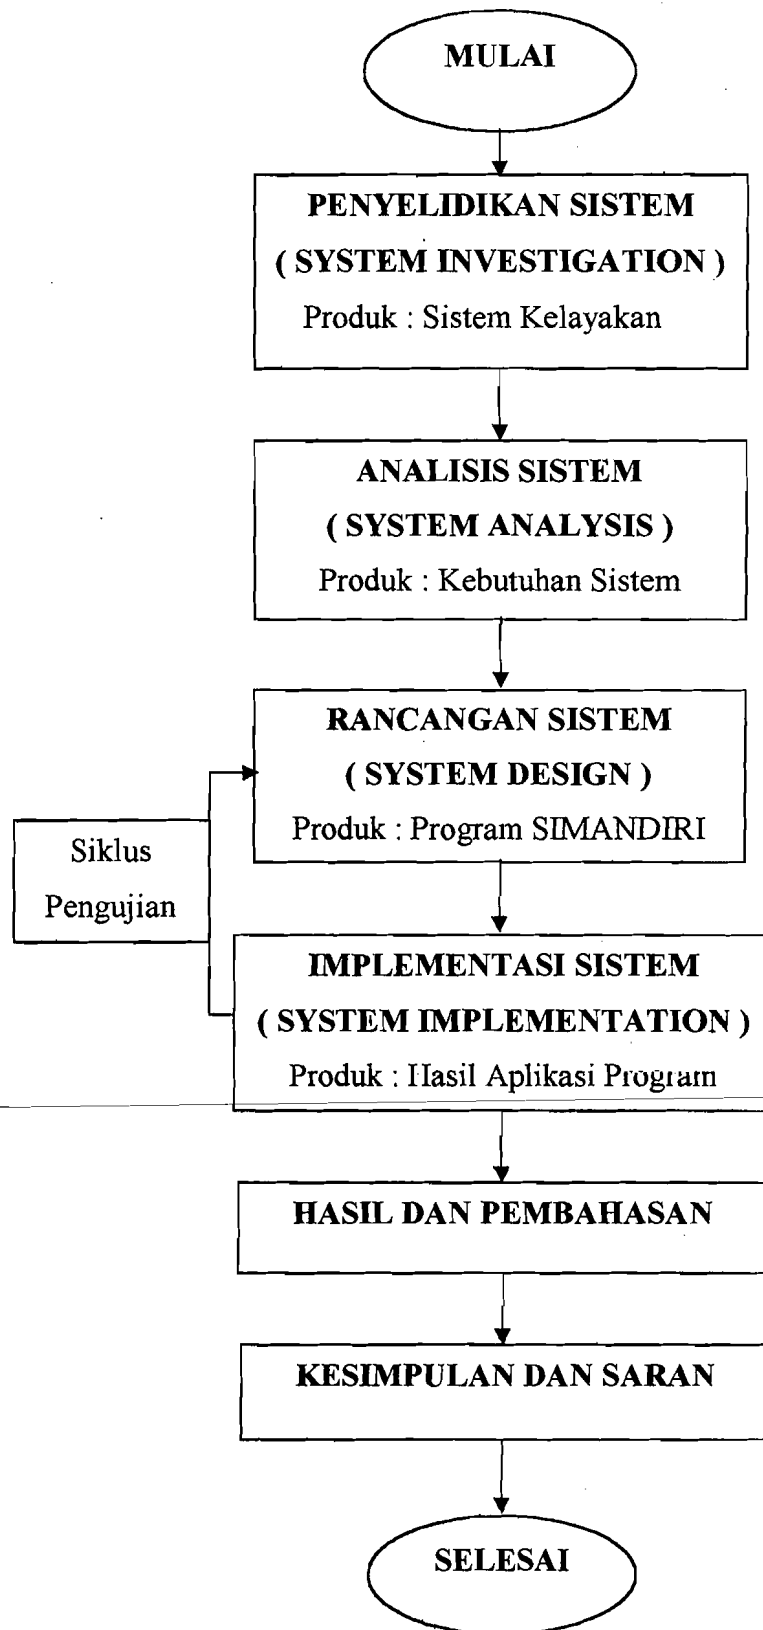 MULAI
PENYELIDIKAN SISTEM
( SYSTEM INVESTIGATION )
Produk : Sistem Kelayakan
ANALISIS SISTEM
( SYSTEM ANALYSIS )
Produk : Kebutuhan Sistem
RANCANGAN SISTEM
( SYSTEM DESIGN )
Produk : Program SIMANDIRI
Siklus
Pengujian
IMPLEMENTASI SISTEM
( SYSTEM IMPLEMENTATION )
Produk : Hasil Aplikasi Program
HASIL DAN PEMBAHASAN
KESIMPULAN DAN SARAN
SELESAI